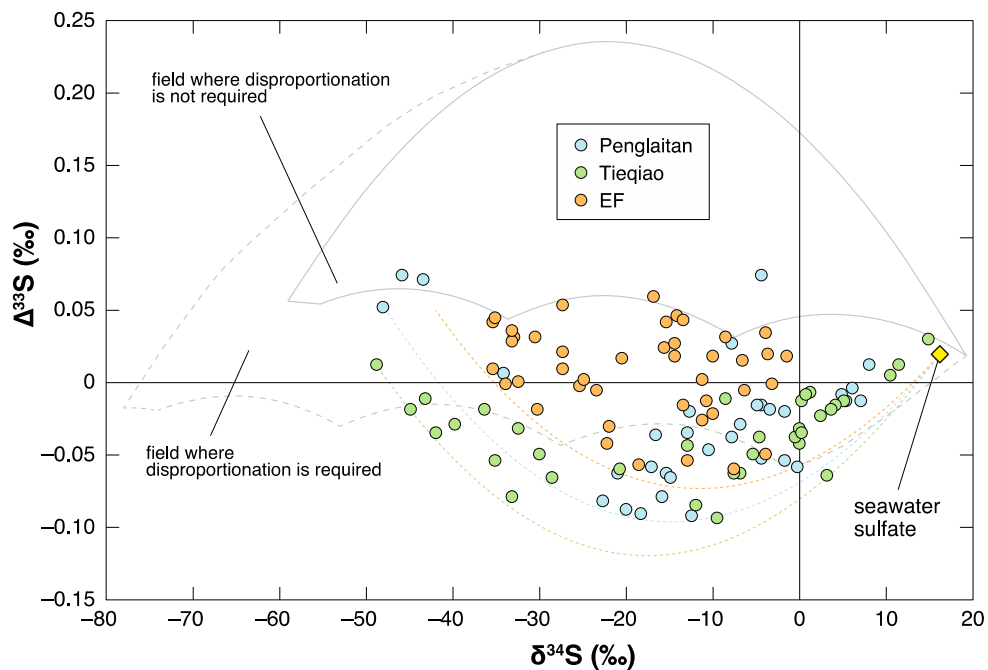 0.25
0.20
0.15
0.10
0.05
0
–0.05
–0.10
–0.15
Δ³³S (‰)
field where disproportionation
is not required
Penglaitan
Tieqiao
EF
field where
disproportionation is required
seawater
sulfate
–80 –70 –60 –50 –40 –30 –20 –10 0 10 20
δ³⁴S (‰)